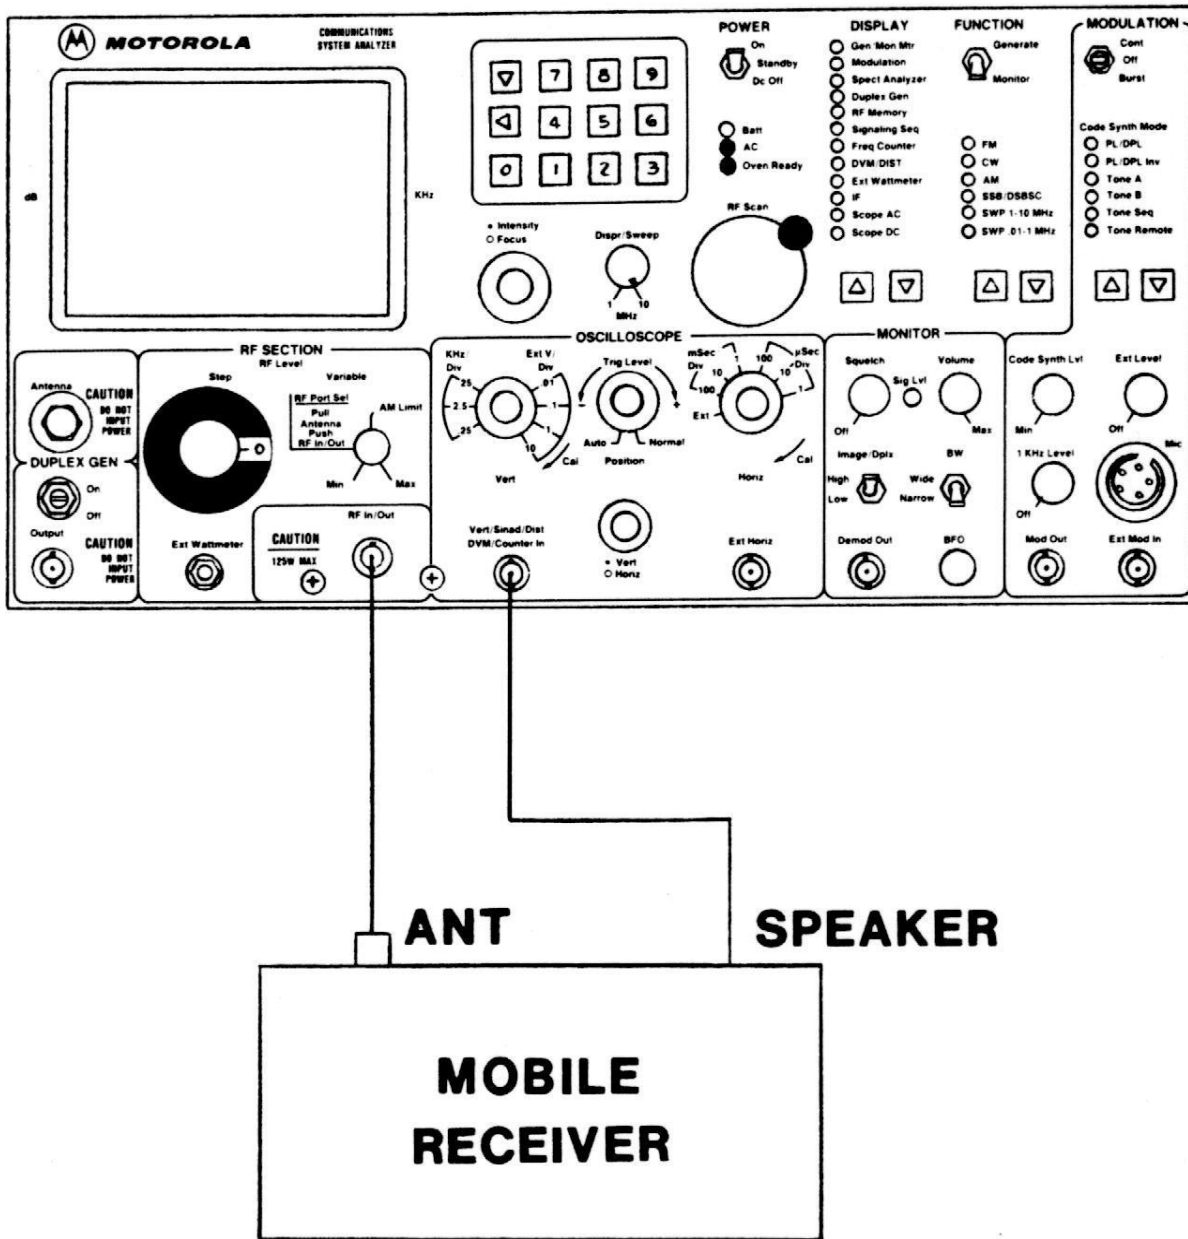 MOTOROLA
COMMUNICATIONS
SYSTEM ANALYZER
dB
KHz
▽ 7 8 9
◁ 4 5 6
0 1 2 3
• Intensity
○ Focus
Dispr/Sweep
1 10
MHz
POWER
On
Standby
Dc Off
Batt
AC
Oven Ready
RF Scan
DISPLAY
Gen/Mon Mtr
Modulation
Spect Analyzer
Duplex Gen
RF Memory
Signaling Seq
Freq Counter
DVM/DIST
Ext Wattmeter
IF
Scope AC
Scope DC
FUNCTION
Generate
Monitor
FM
CW
AM
SSB/DSBSC
SWP 1-10 MHz
SWP .01-1 MHz
MODULATION
Cont
Off
Burst
Code Synth Mode
PL/DPL
PL/DPL Inv
Tone A
Tone B
Tone Seq
Tone Remote
Antenna
CAUTION
DO NOT
INPUT
POWER
DUPLEX GEN
On
Off
Output
CAUTION
DO NOT
INPUT
POWER
RF SECTION
RF Level
Step
Variable
RF Port Sel
Pull
Antenna
Push
RF In/Out
AM Limit
Min
Max
0
Ext Wattmeter
CAUTION
125W MAX
RF In/Out
OSCILLOSCOPE
KHz/
Div
25
2.5
.25
Ext V/
Div
.01
.1
1
10
Cal
Vert
Trig Level
- +
Auto
Normal
Position
• Vert
○ Horiz
Vert/Sinad/Dist
DVM/Counter In
mSec
Div
1
10
100
Ext
µSec
Div
100
10
1
Cal
Horiz
Ext Horiz
MONITOR
Squelch
Off
Sig Lvl
Volume
Max
Image/Dplx
High
Low
BW
Wide
Narrow
Demod Out
BFO
Code Synth Lvl
Min
Ext Level
Off
1 KHz Level
Off
Mic
Mod Out
Ext Mod In
ANT
SPEAKER
MOBILE
RECEIVER